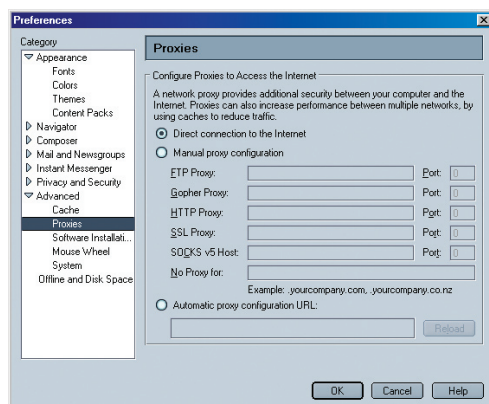 Preferences
Category
Appearance
Fonts
Colors
Themes
Content Packs
Navigator
Composer
Mail and Newsgroups
Instant Messenger
Privacy and Security
Advanced
Cache
Proxies
Software Installati...
Mouse Wheel
System
Offline and Disk Space
Proxies
Configure Proxies to Access the Internet
A network proxy provides additional security between your computer and the
Internet. Proxies can also increase performance between multiple networks, by
using caches to reduce traffic.
Direct connection to the Internet
Manual proxy configuration
FTP Proxy: Port: 0
Gopher Proxy: Port: 0
HTTP Proxy: Port: 0
SSL Proxy: Port: 0
SOCKS v5 Host: Port: 0
No Proxy for:
Example: .yourcompany.com, .yourcompany.co.nz
Automatic proxy configuration URL:
Reload
OK Cancel Help